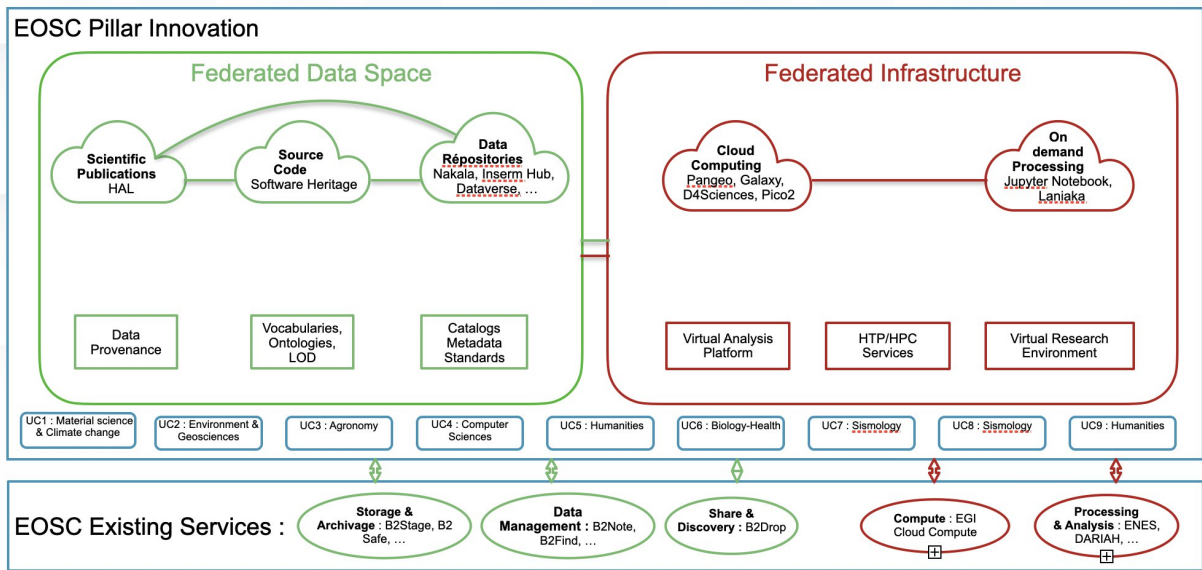 EOSC Pillar Innovation
Federated Data Space
Federated Infrastructure
Scientific
Publications
HAL
Source
Code
Software Heritage
Data
Répositories
Nakala, Inserm Hub,
Dataverse, ...
Cloud
Computing
Pangeo, Galaxy,
D4Sciences, Pico2
On
demand
Processing
Jupyter Notebook,
Laniaka
Data
Provenance
Vocabularies,
Ontologies,
LOD
Catalogs
Metadata
Standards
Virtual Analysis
Platform
HTP/HPC
Services
Virtual Research
Environment
UC1 : Material science
& Climate change
UC2 : Environment &
Geosciences
UC3 : Agronomy
UC4 : Computer
Sciences
UC5 : Humanities
UC6 : Biology-Health
UC7 : Sismology
UC8 : Sismology
UC9 : Humanities
EOSC Existing Services :
Storage &
Archivage : B2Stage, B2
Safe, ...
Data
Management : B2Note,
B2Find, ...
Share &
Discovery : B2Drop
Compute : EGI
Cloud Compute
Processing
& Analysis : ENES,
DARIAH, ...